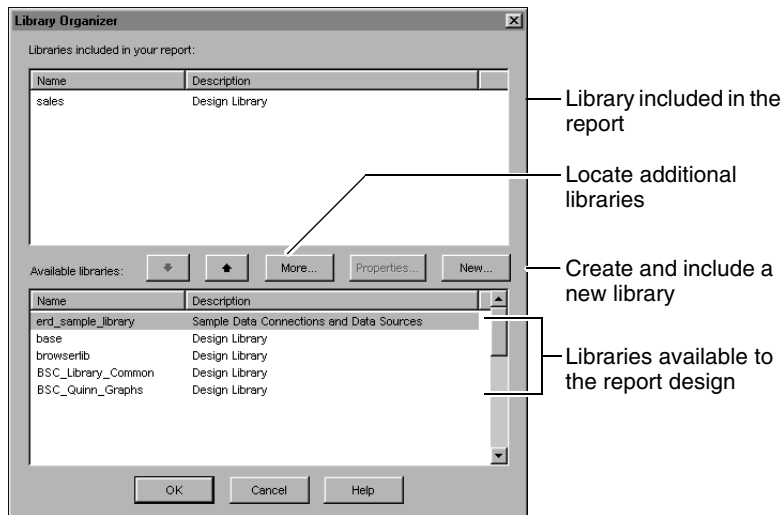 Library Organizer
Libraries included in your report:
Name Description
sales Design Library
Library included in the
report
Locate additional
libraries
Available libraries: More... Properties... New...
Create and include a
new library
Name Description
erd_sample_library Sample Data Connections and Data Sources
base Design Library
browserlib Design Library
BSC_Library_Common Design Library
BSC_Quinn_Graphs Design Library
Libraries available to
the report design
OK Cancel Help